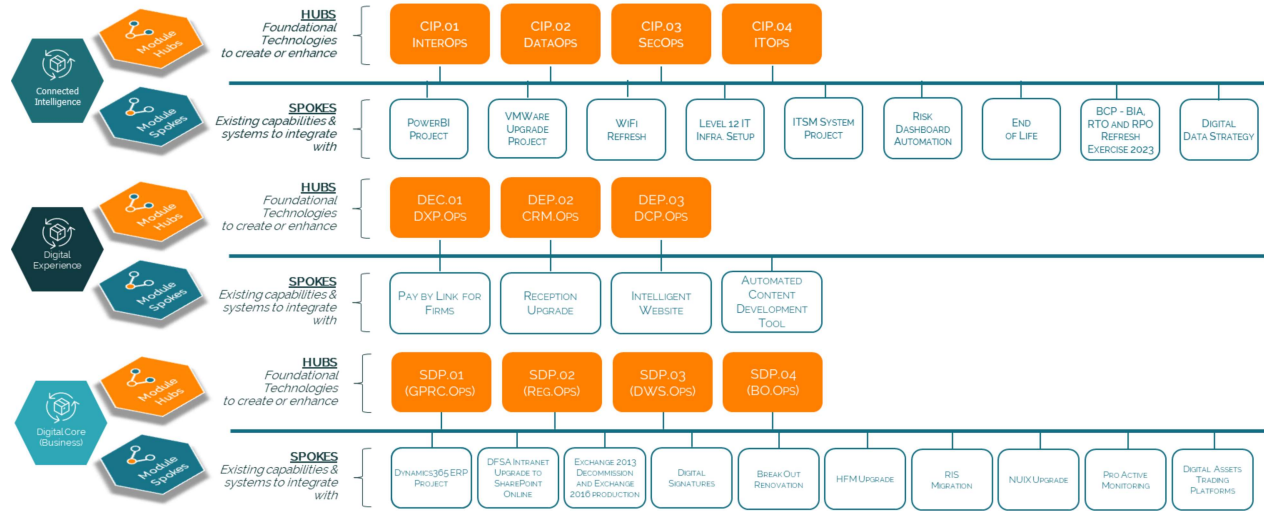 HUBS
Foundational
Technologies
to create or enhance
CIP.01
InterOps
CIP.02
DataOps
CIP.03
SecOps
CIP.04
ITOps
Module
Hubs
Connected
Intelligence
Module
Spokes
SPOKES
Existing capabilities &
systems to integrate
with
PowerBI
Project
VMWare
Upgrade
Project
WiFi
Refresh
Level 12 IT
Infra. Setup
ITSM System
Project
Risk
Dashboard
Automation
End
of Life
BCP - BIA,
RTO and RPO
Refresh
Exercise 2023
Digital
Data Strategy
HUBS
Foundational
Technologies
to create or enhance
DEC.01
DXP.Ops
DEP.02
CRM.Ops
DEP.03
DCP.Ops
Module
Hubs
Digital
Experience
Module
Spokes
SPOKES
Existing capabilities &
systems to integrate
with
Pay by Link for
Firms
Reception
Upgrade
Intelligent
Website
Automated
Content
Development
Tool
HUBS
Foundational
Technologies
to create or enhance
SDP.01
(GPRC.Ops)
SDP.02
(Reg.Ops)
SDP.03
(DWS.Ops)
SDP.04
(BO.Ops)
Module
Hubs
Digital Core
(Business)
Module
Spokes
SPOKES
Existing capabilities &
systems to integrate
with
Dynamics365 ERP
Project
DFSA Intranet
Upgrade to
SharePoint
Online
Exchange 2013
Decommission
and Exchange
2016 production
Digital
Signatures
Break Out
Renovation
HFM Upgrade
RIS
Migration
NUIX Upgrade
Pro Active
Monitoring
Digital Assets
Trading
Platforms